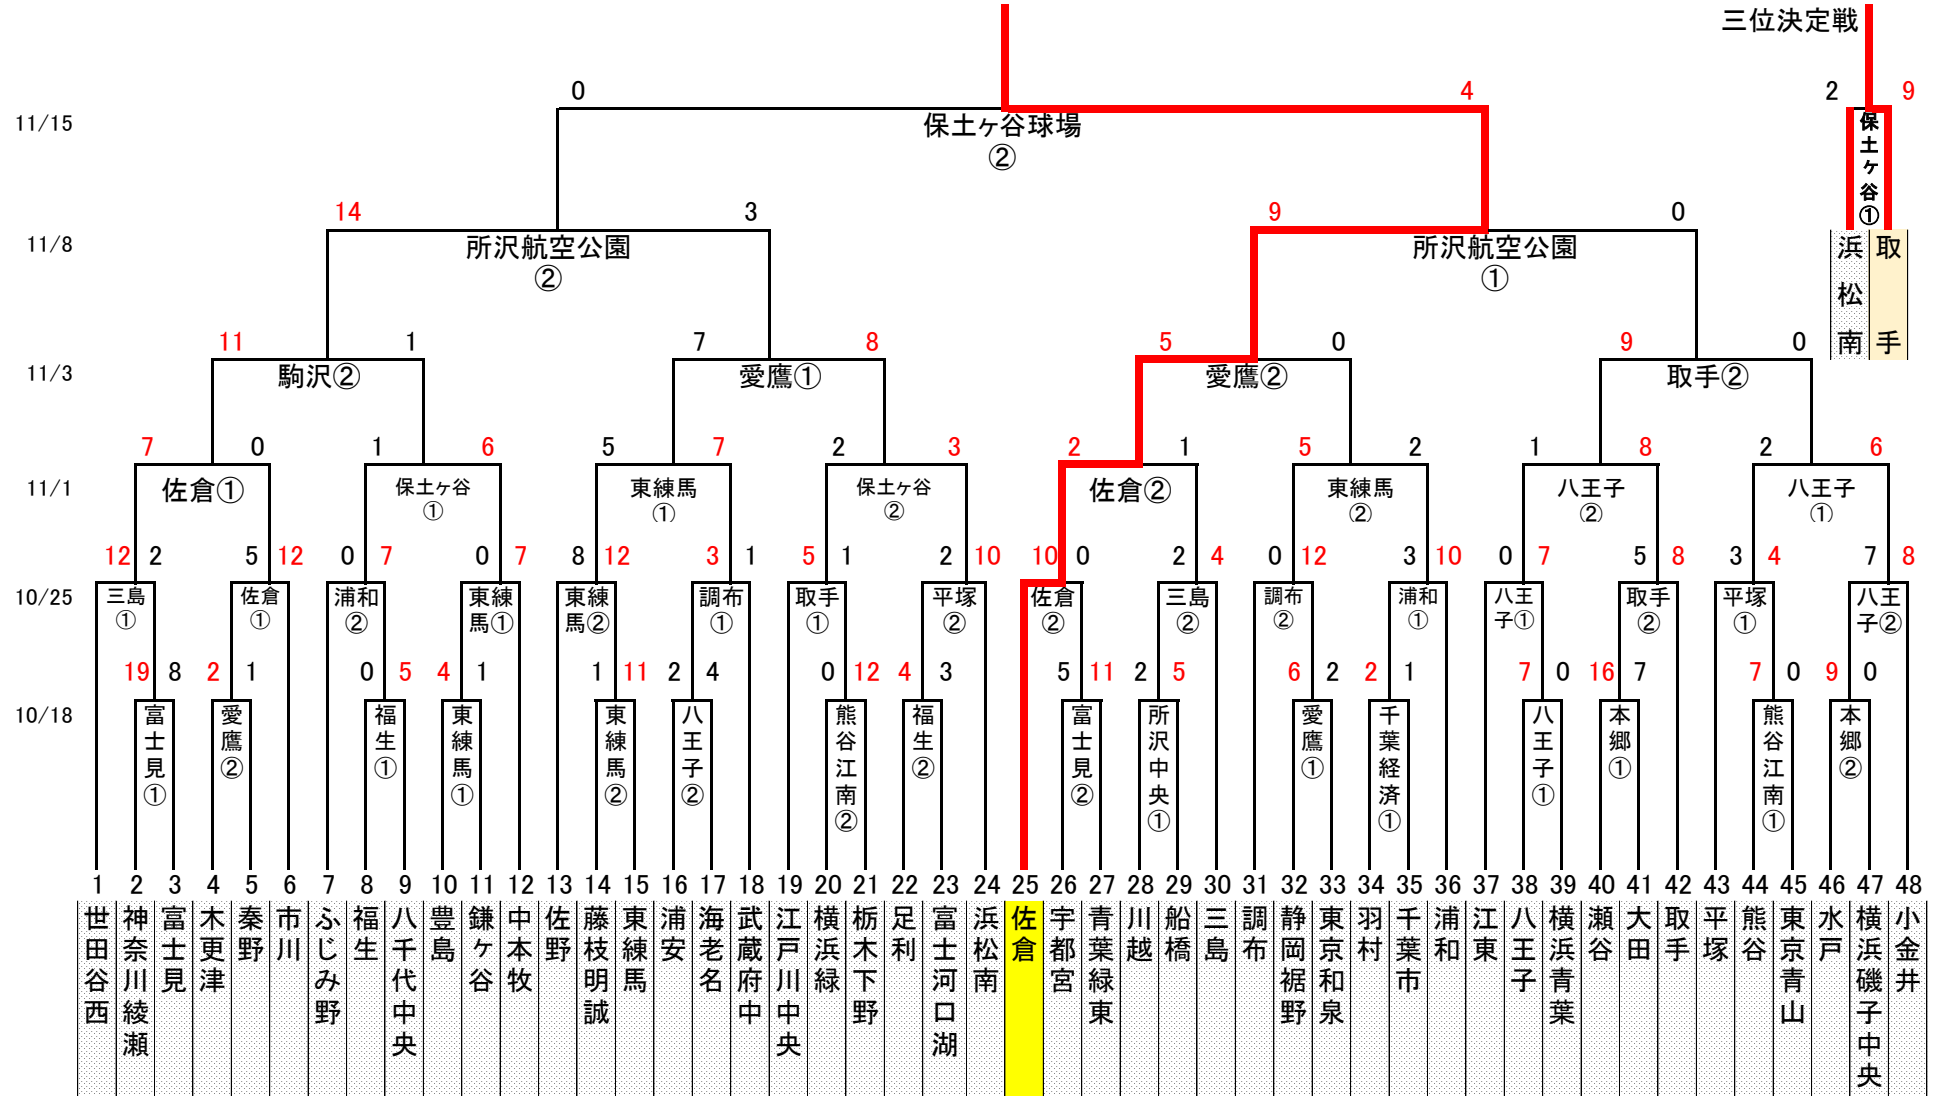 三位決定戦
0 4 2 9
11/15
保土ヶ谷球場
②
保土ヶ谷①
14 3 9 0
11/8
所沢航空公園
②
所沢航空公園
①
浜松南
取手
11 1 7 8 5 0 9 0
11/3
駒沢② 愛鷹① 愛鷹② 取手②
7 0 1 6 5 7 2 3 2 1 5 2 1 8 2 6
11/1
佐倉①
保土ヶ谷
①
東練馬
①
保土ヶ谷
②
佐倉②
東練馬
②
八王子
②
八王子
①
12 2 5 12 0 7 0 7 8 12 3 1 5 1 2 10 10 0 2 4 0 12 3 10 0 7 5 8 3 4 7 8
10/25
三島
①
佐倉
①
浦和
②
東練
馬①
東練
馬②
調布
①
取手
①
平塚
②
佐倉
②
三島
②
調布
②
浦和
①
八王
子①
取手
②
平塚
①
八王
子②
19 8 2 1 0 5 4 1 1 11 2 4 0 12 4 3 5 11 2 5 6 2 2 1 7 0 16 7 7 0 9 0
10/18
富士見①
愛鷹②
福生①
東練馬①
東練馬②
八王子②
熊谷江南②
福生②
富士見②
所沢中央①
愛鷹①
千葉経済①
八王子①
本郷①
熊谷江南①
本郷②
1 2 3 4 5 6 7 8 9 10 11 12 13 14 15 16 17 18 19 20 21 22 23 24 25 26 27 28 29 30 31 32 33 34 35 36 37 38 39 40 41 42 43 44 45 46 47 48
世田谷西
神奈川綾瀬
富士見
木更津
秦野
市川
ふじみ野
福生
八千代中央
豊島
鎌ヶ谷
中本牧
佐野
藤枝明誠
東練馬
浦安
海老名
武蔵府中
江戸川中央
横浜緑
栃木下野
足利
富士河口湖
浜松南
佐倉
宇都宮
青葉緑東
川越
船橋
三島
調布
静岡裾野
東京和泉
羽村
千葉市
浦和
江東
八王子
横浜青葉
瀬谷
大田
取手
平塚
熊谷
東京青山
水戸
横浜磯子中央
小金井